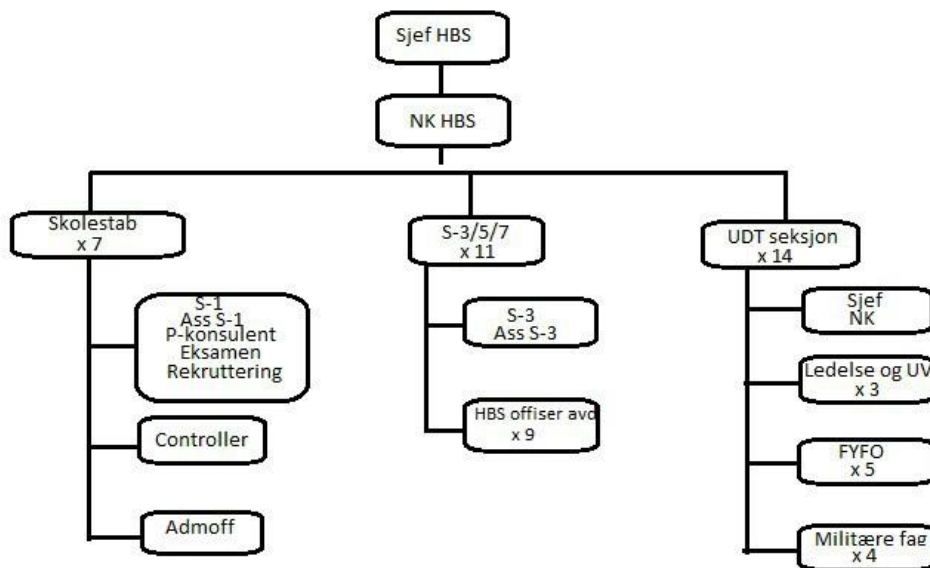 Sjef HBS
NK HBS
Skolestab
x 7
S-1
Ass S-1
P-konsulent
Eksamen
Rekruttering
Controller
Admoff
S-3/5/7
x 11
S-3
Ass S-3
HBS offiser avd
x 9
UDT seksjon
x 14
Sjef
NK
Ledelse og UV
x 3
FYFO
x 5
Militære fag
x 4